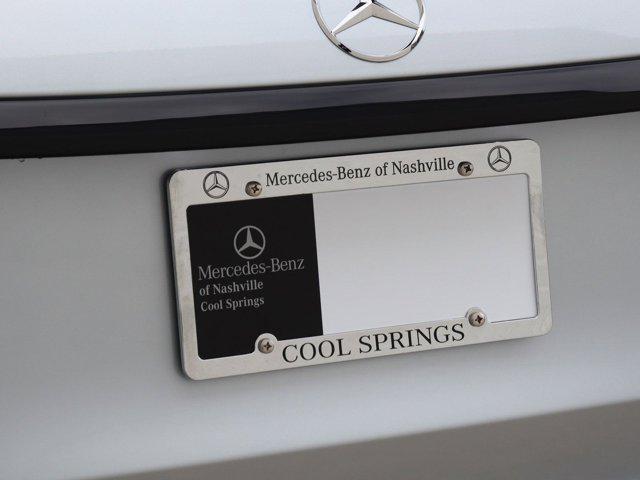 Mercedes-Benz of Nashville
Mercedes-Benz
of Nashville
Cool Springs
COOL SPRINGS